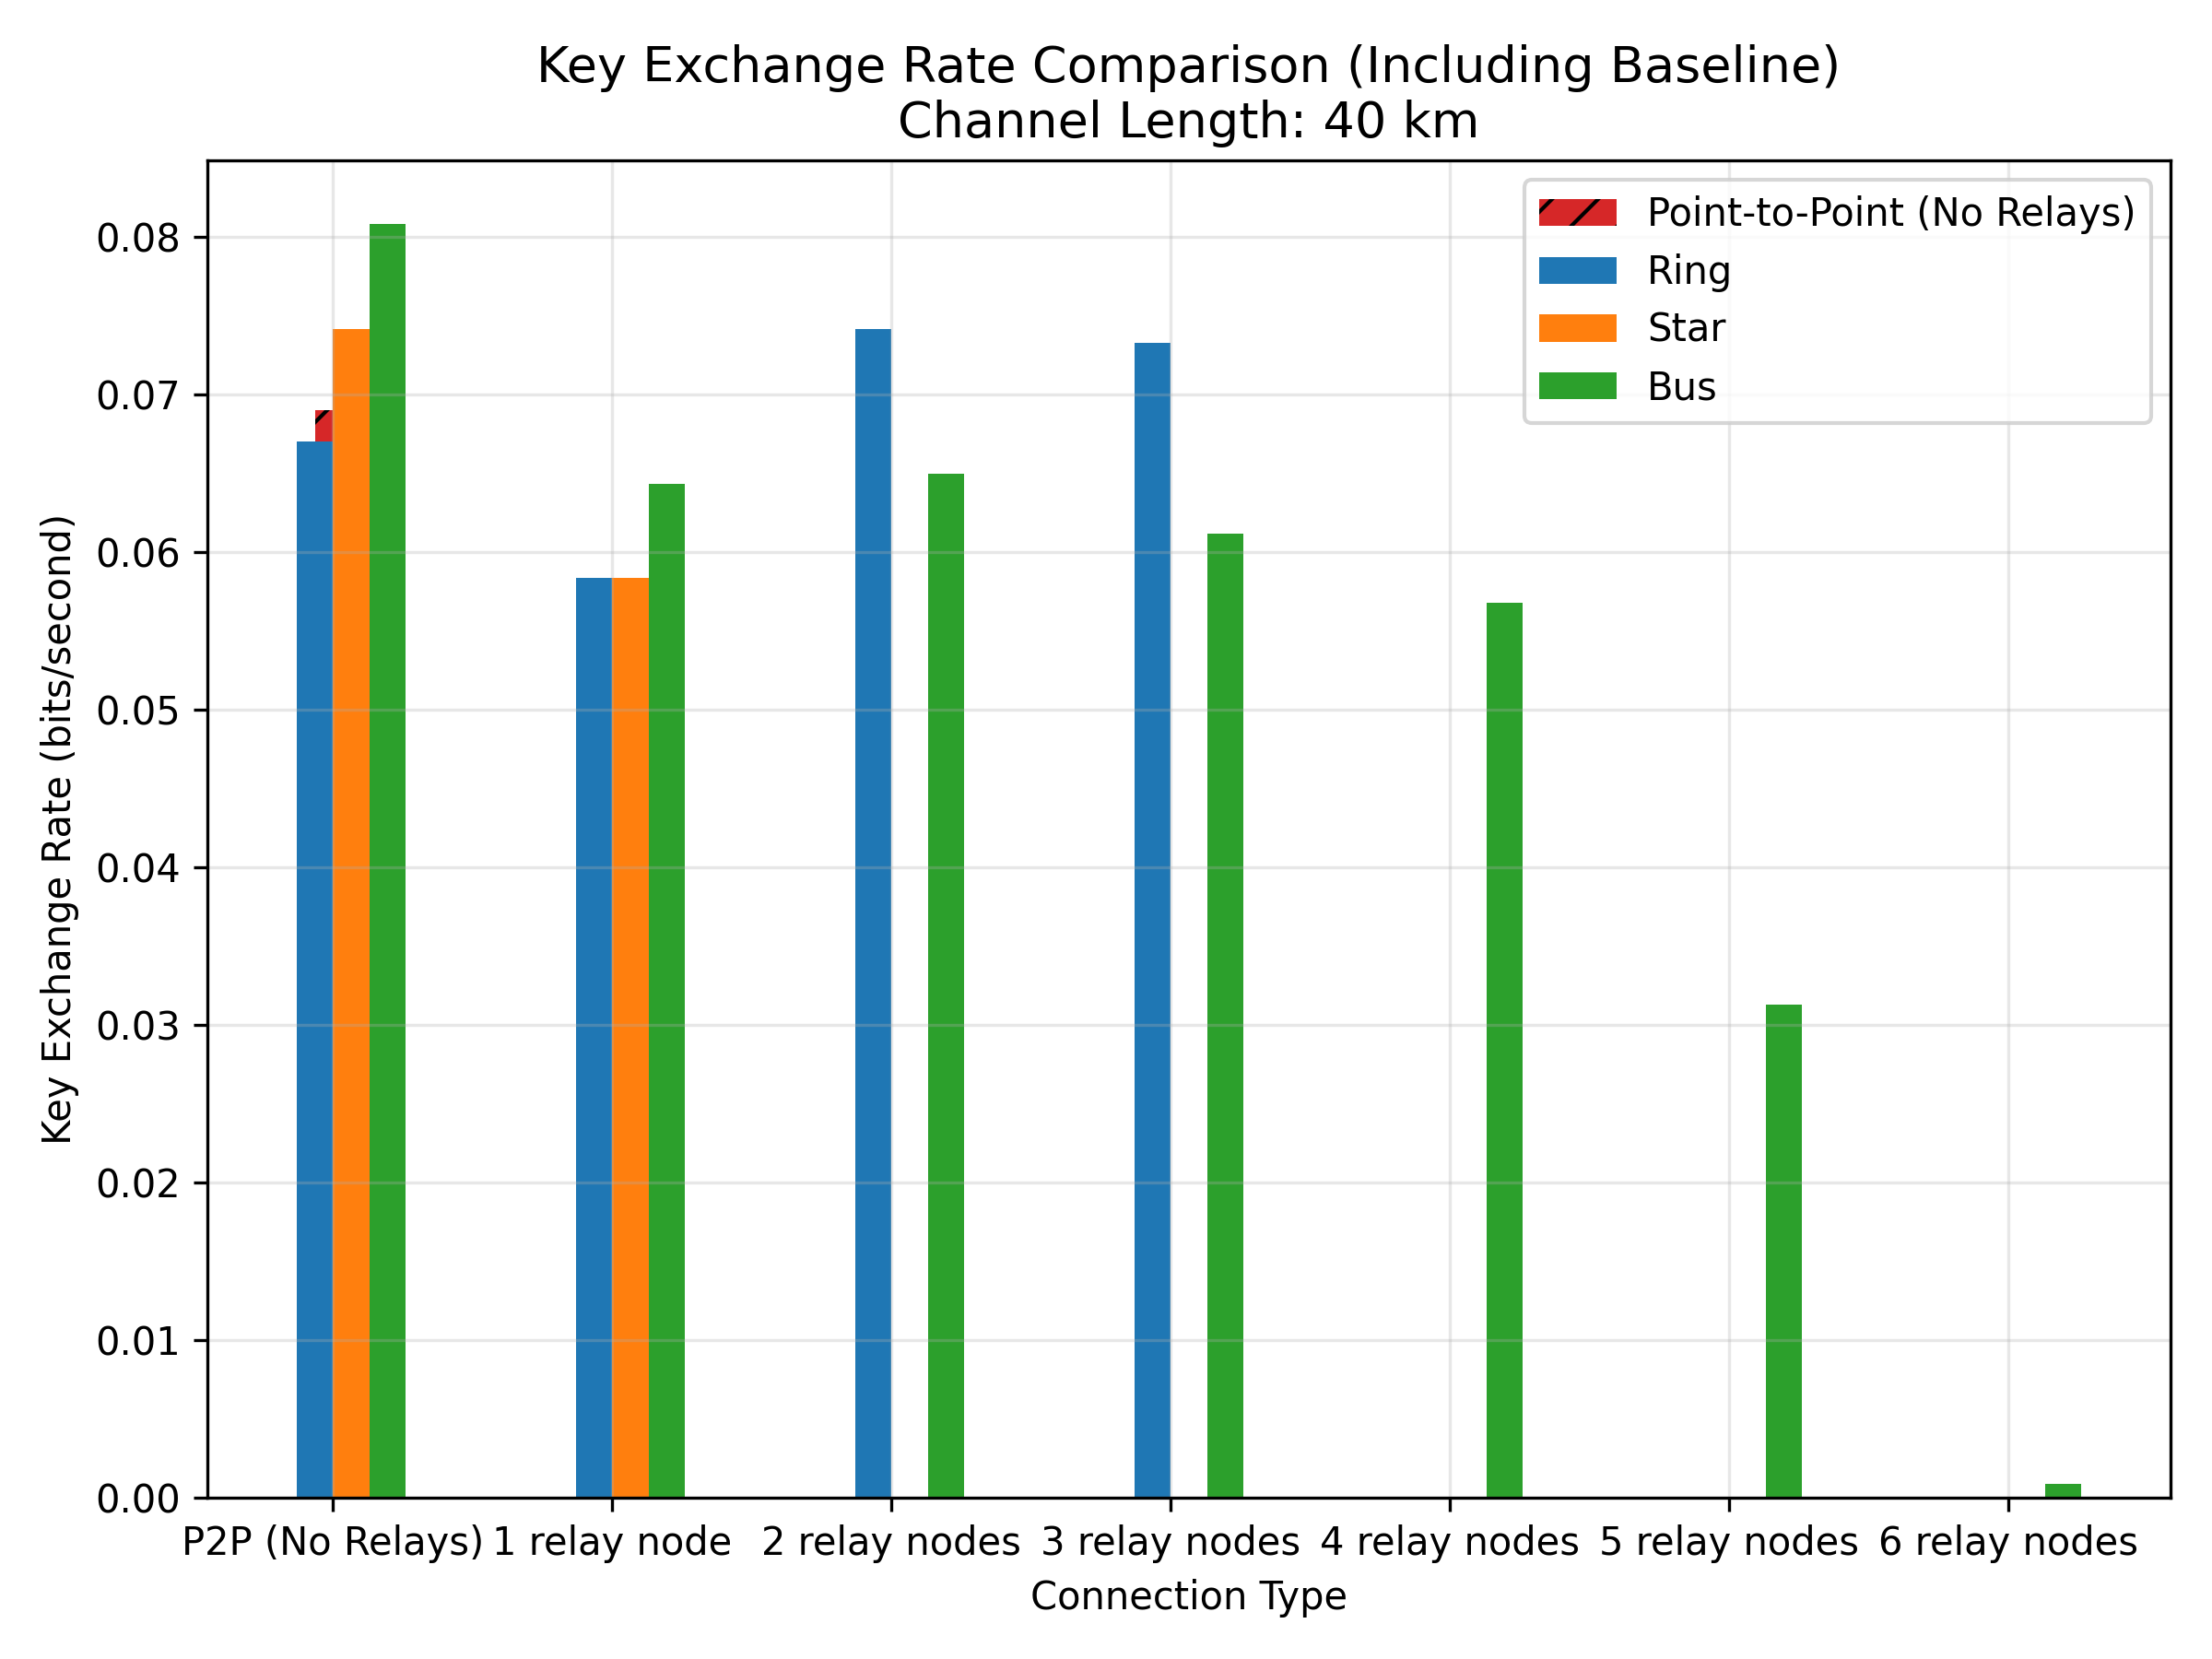 Key Exchange Rate Comparison (Including Baseline)
Channel Length: 40 km
Point-to-Point (No Relays)
Ring
Star
Bus
Key Exchange Rate (bits/second)
0.08
0.07
0.06
0.05
0.04
0.03
0.02
0.01
0.00
P2P (No Relays) 1 relay node 2 relay nodes 3 relay nodes 4 relay nodes 5 relay nodes 6 relay nodes
Connection Type